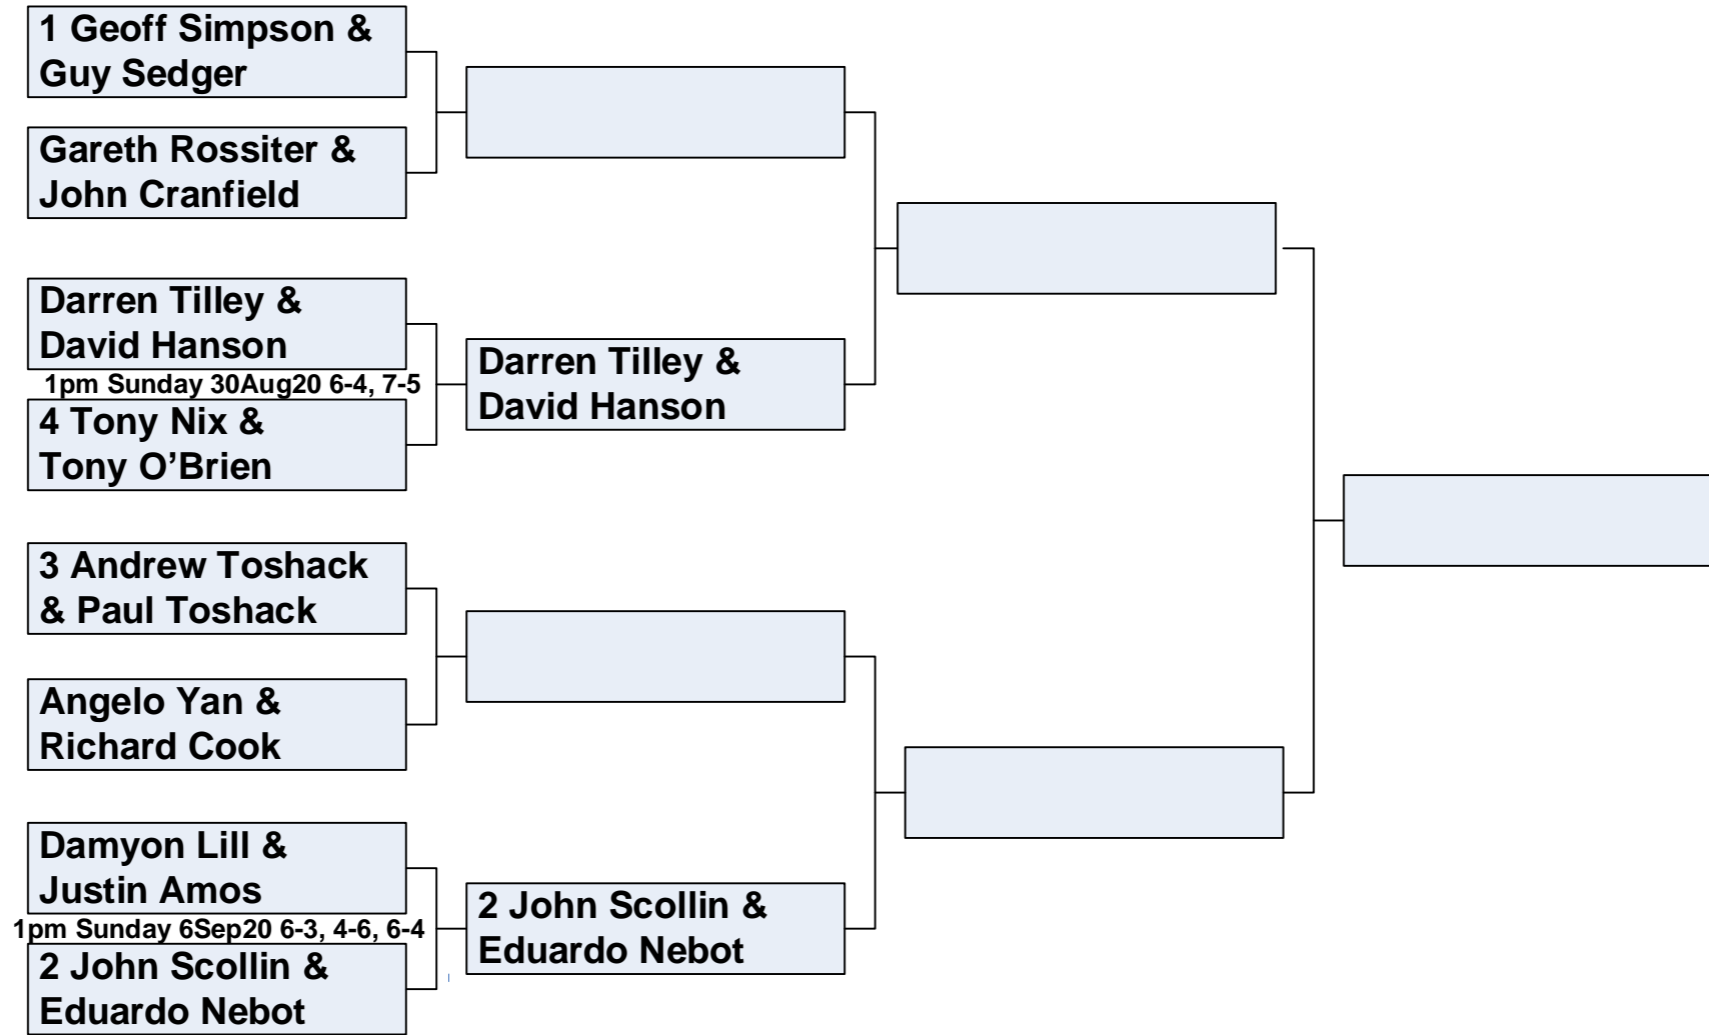 1 Geoff Simpson &
Guy Sedger
Gareth Rossiter &
John Cranfield
Darren Tilley &
David Hanson
1pm Sunday 30Aug20 6-4, 7-5
4 Tony Nix &
Tony O’Brien
3 Andrew Toshack
& Paul Toshack
Angelo Yan &
Richard Cook
Damyon Lill &
Justin Amos
1pm Sunday 6Sep20 6-3, 4-6, 6-4
2 John Scollin &
Eduardo Nebot
Darren Tilley &
David Hanson
2 John Scollin &
Eduardo Nebot